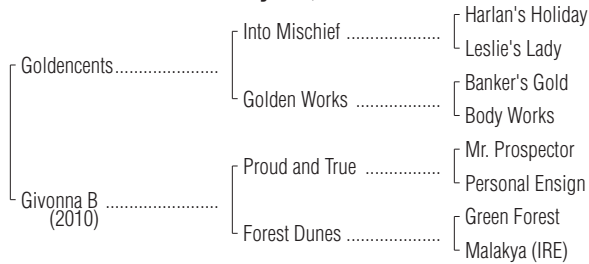 Harlan's Holiday
Into Mischief ....................
Leslie's Lady
Goldencents......................
Banker's Gold
Golden Works ..................
Body Works
Mr. Prospector
Proud and True ................
Personal Ensign
Givonna B ........................
(2010)
Green Forest
Forest Dunes ....................
Malakya (IRE)